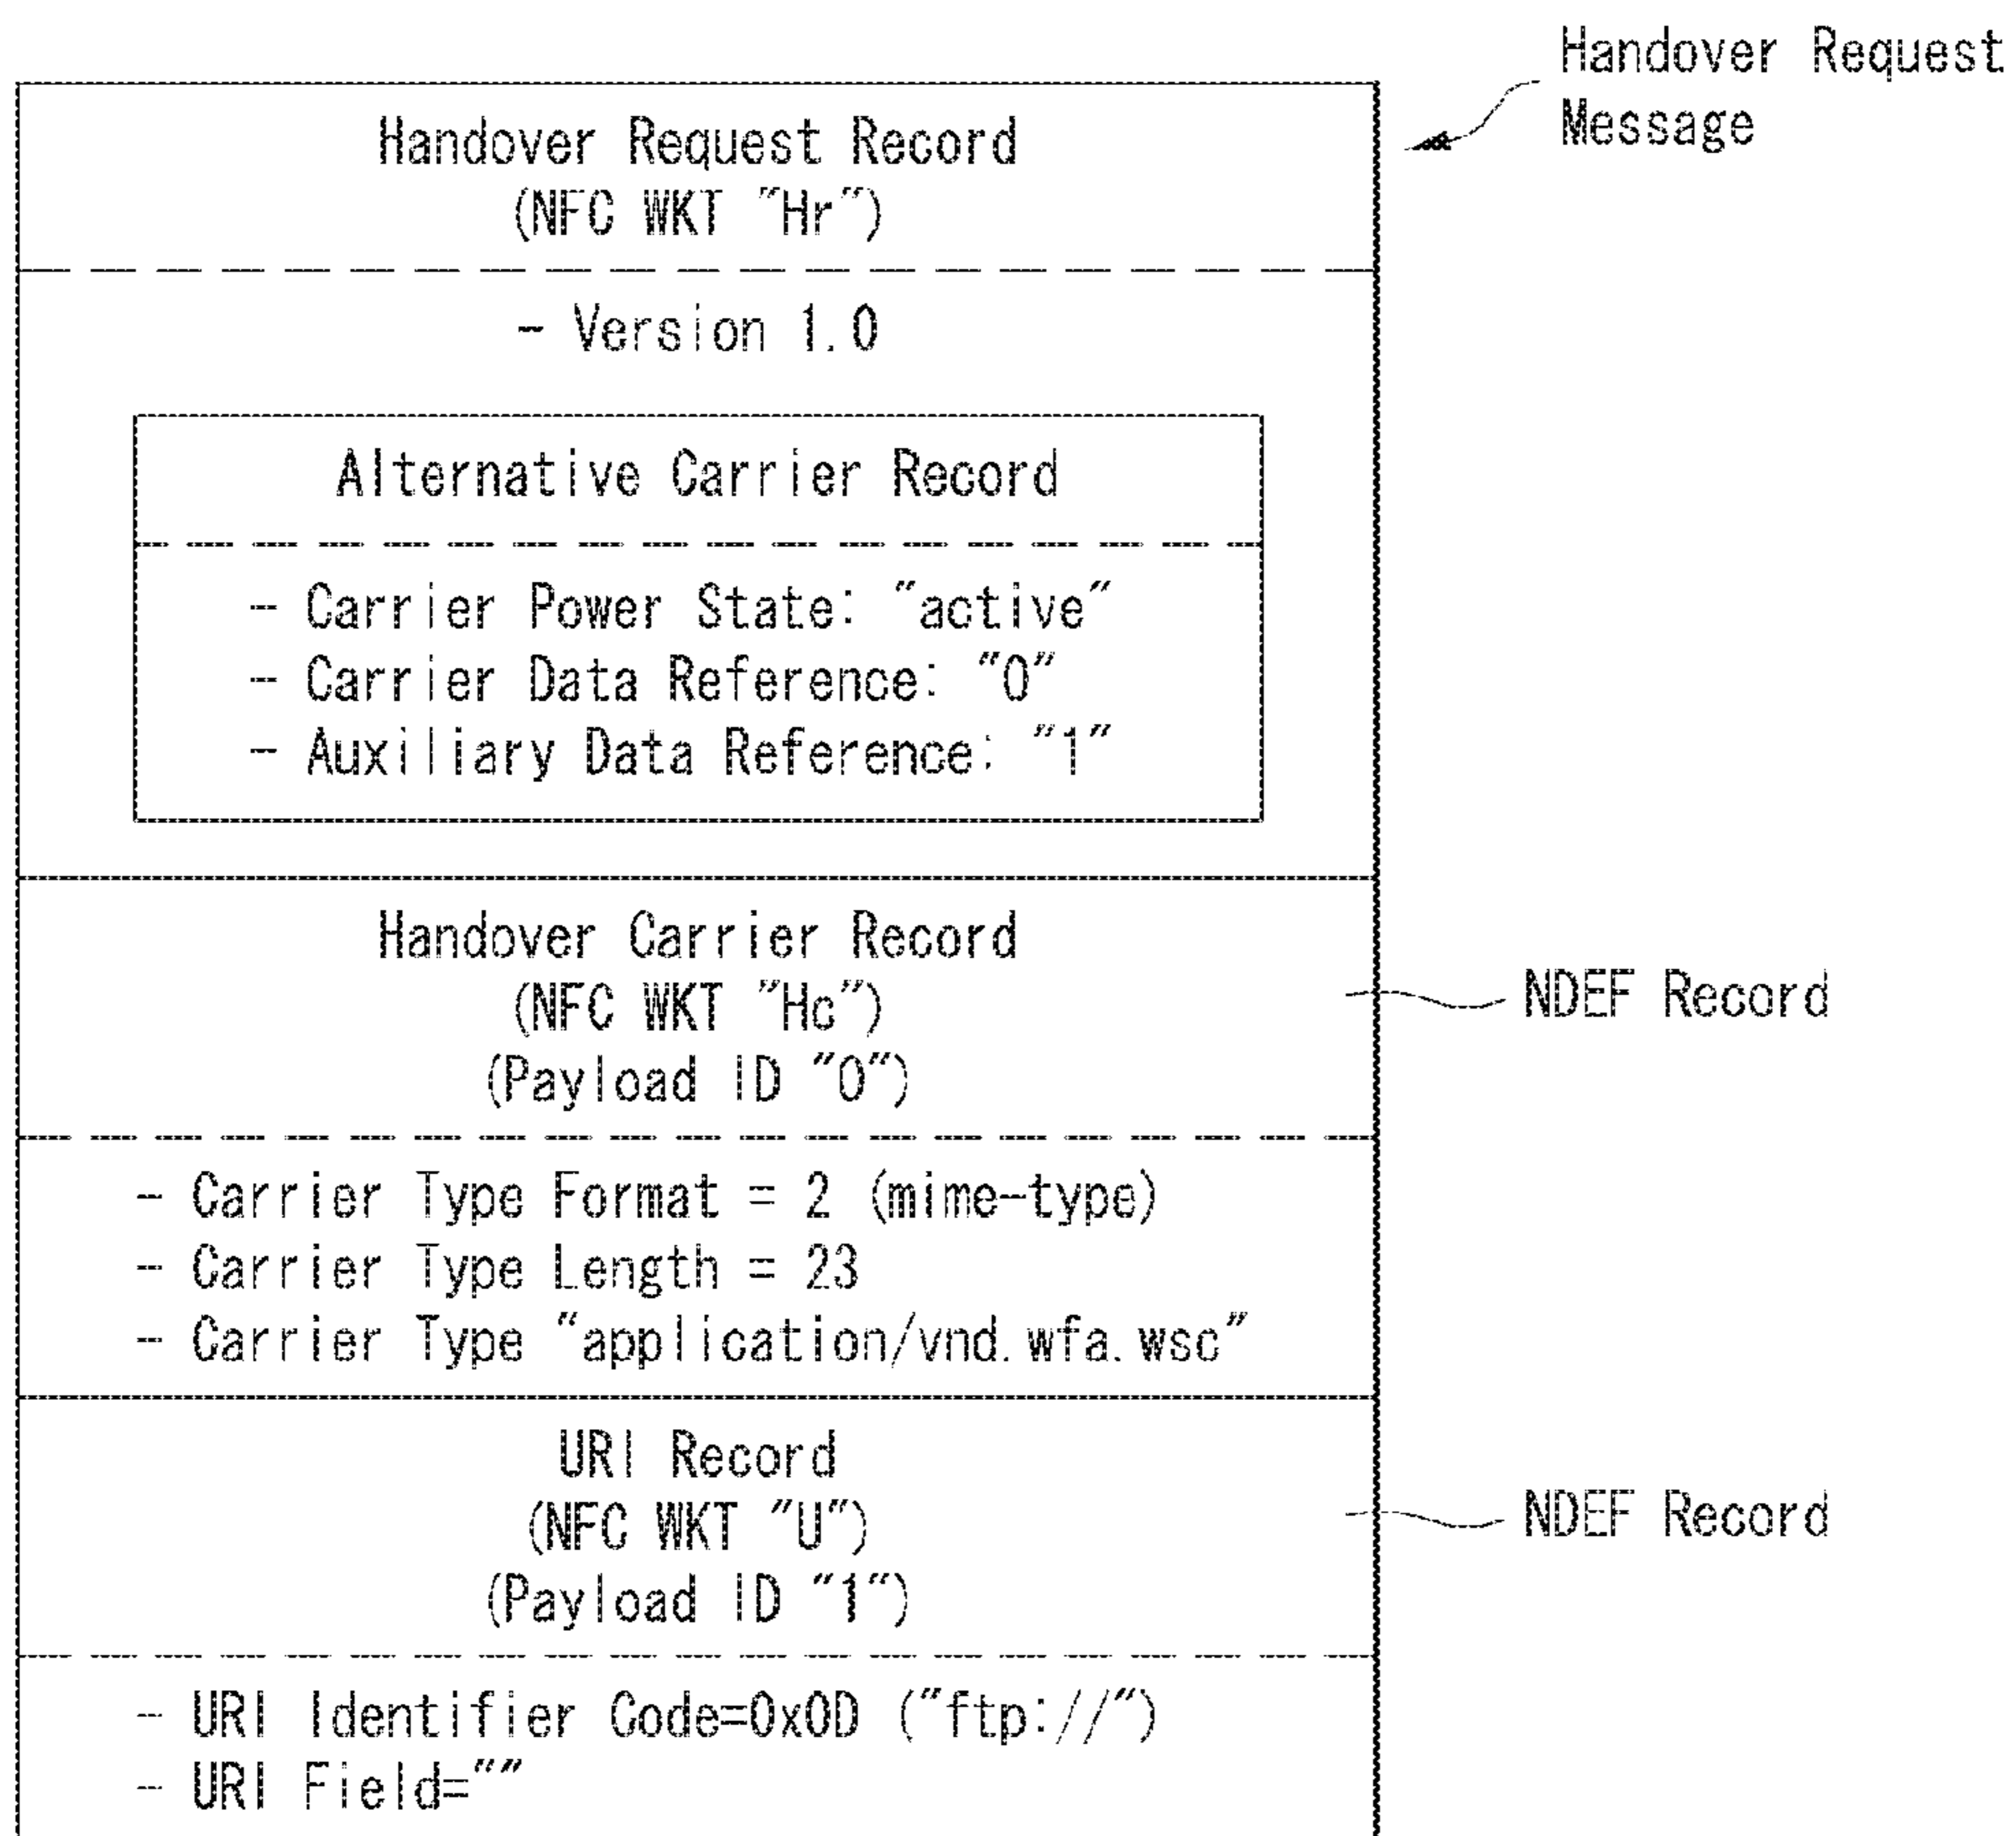 Handover Request
Message
Handover Request Record
(NFC WKT "Hr")
- Version 1.0
Alternative Carrier Record
- Carrier Power State: "active"
- Carrier Data Reference: "0"
- Auxiliary Data Reference: "1"
Handover Carrier Record
(NFC WKT "Hc")
(Payload ID "0")
NDEF Record
- Carrier Type Format = 2 (mime-type)
- Carrier Type Length = 23
- Carrier Type "application/vnd.wfa.wsc"
URI Record
(NFC WKT "U")
(Payload ID "1")
NDEF Record
- URI Identifier Code=0x0D ("ftp://")
- URI Field=""